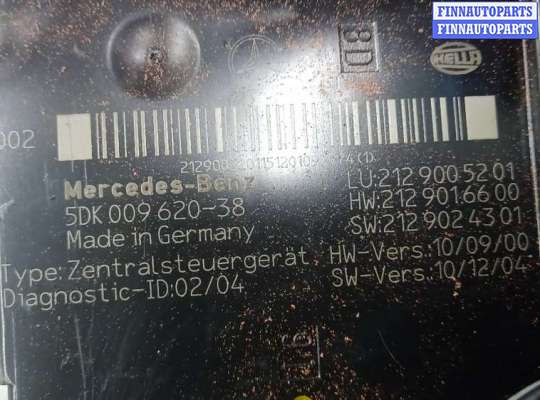 FINNAUTOPARTS
FINNAUTOPARTS
8D
HELLA
002
Mercedes-Benz
LU:212 900 52 01
5DK 009 620-38
HW:212 901 66 00
Made in Germany
SW:212 902 43 01
Type: Zentralsteuergerät, HW-Vers: 10/09/00
Diagnostic-ID:02/04
SW-Vers: 10/12/04